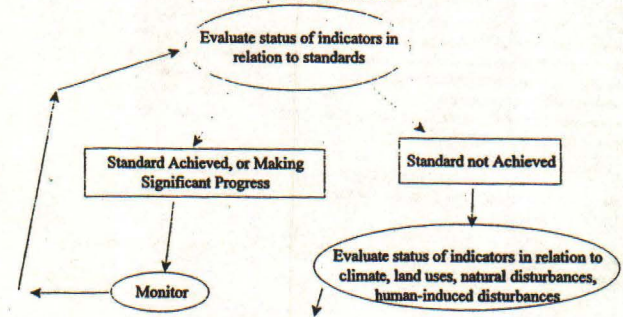 Evaluate status of indicators in
relation to standards
Standard Achieved, or Making
Significant Progress
Standard not Achieved
Evaluate status of indicators in relation to
climate, land uses, natural disturbances,
human-induced disturbances
Monitor